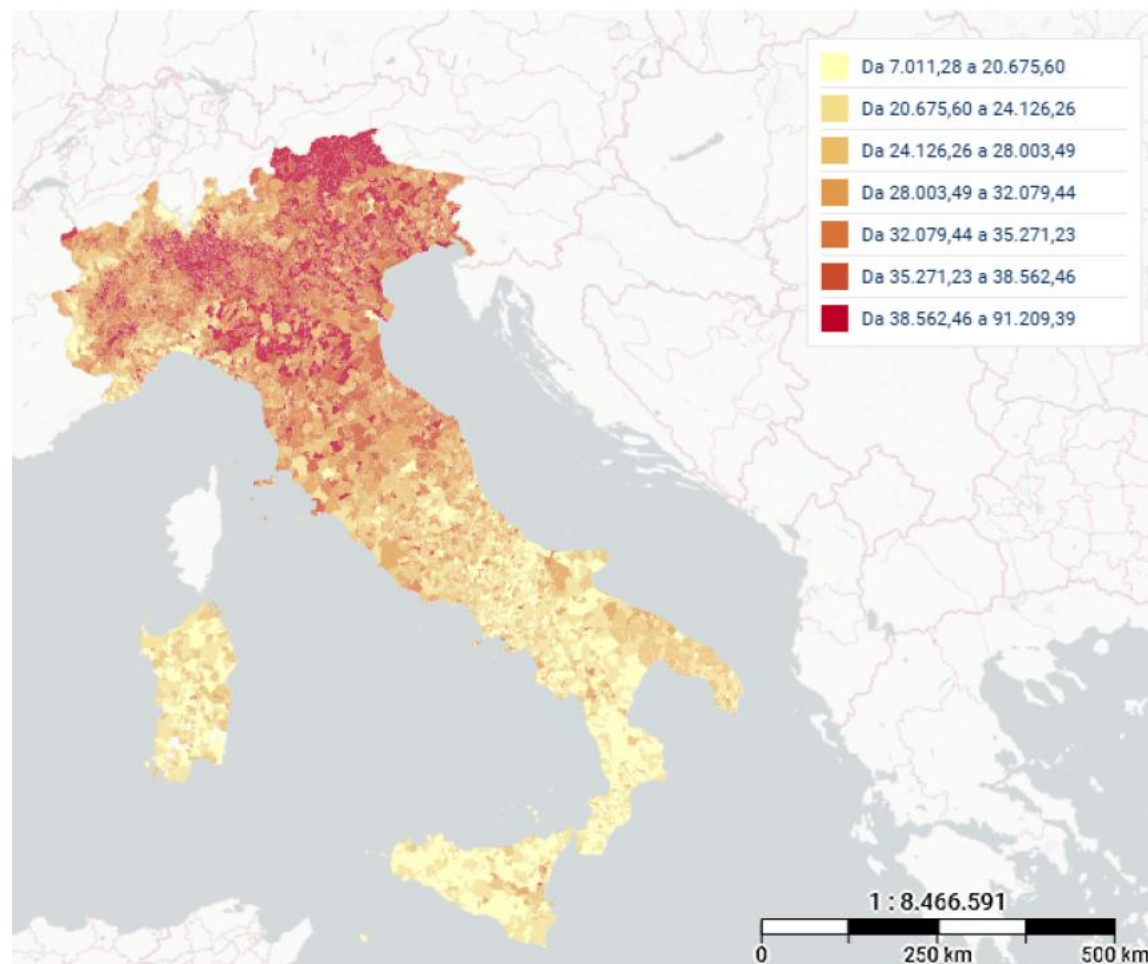 Da 7.011,28 a 20.675,60
Da 20.675,60 a 24.126,26
Da 24.126,26 a 28.003,49
Da 28.003,49 a 32.079,44
Da 32.079,44 a 35.271,23
Da 35.271,23 a 38.562,46
Da 38.562,46 a 91.209,39
1 : 8.466.591
0 250 km 500 km